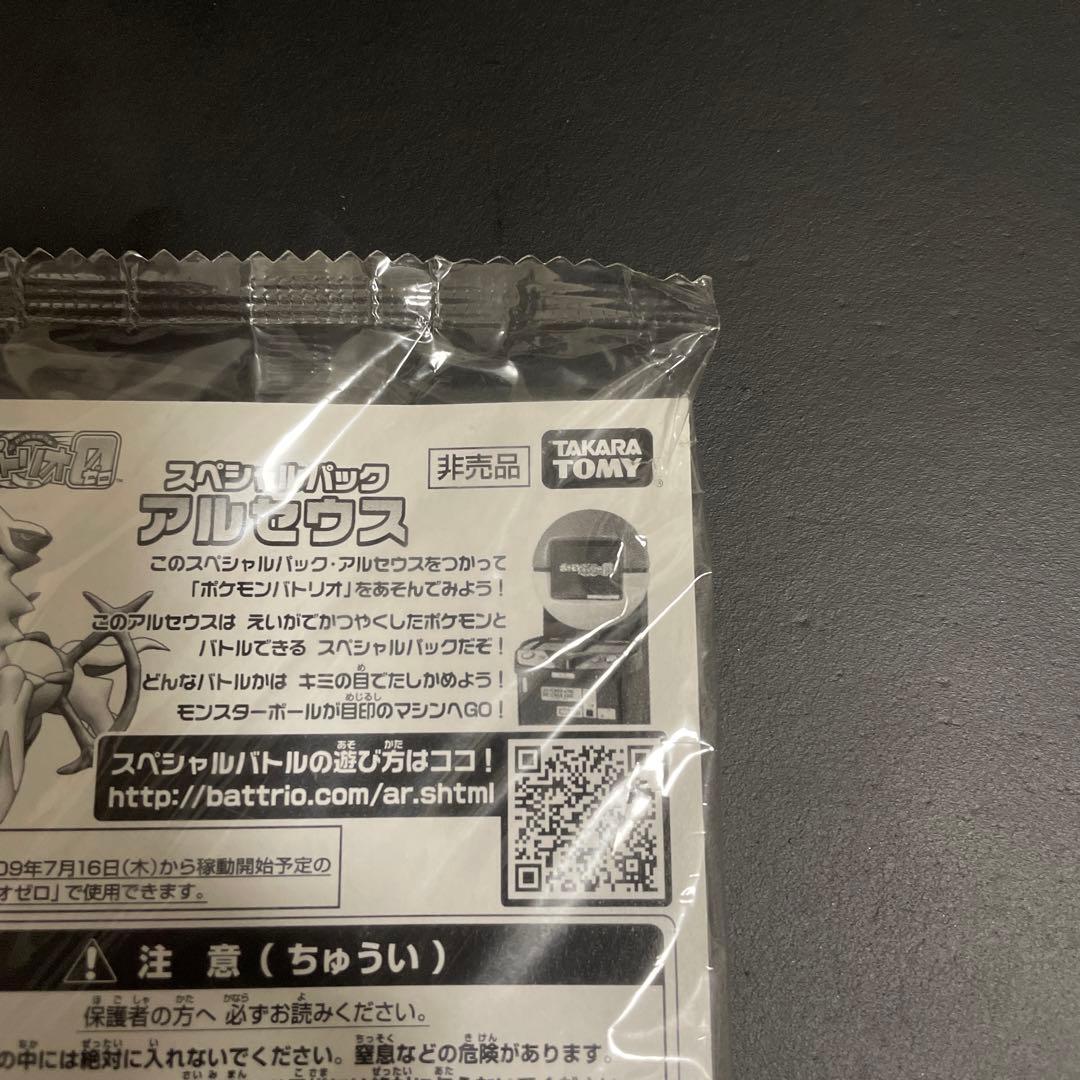 トリオ0
ゼロ
スペシャルパック
アルセウス
非売品
TAKARA
TOMY
このスペシャルパック・アルセウスをつかって
「ポケモンバトリオ」をあそんでみよう！
このアルセウスは えいがでかつやくしたポケモンと
バトルできる スペシャルパックだぞ！
どんなバトルかは キミの目でたしかめよう！
モンスターボールが目印のマシンへGO！
スペシャルバトルの遊び方はココ！
http://battrio.com/ar.shtml
09年7月16日(木)から稼動開始予定の
オゼロ」で使用できます。
注 意 ( ちゅうい )
保護者の方へ 必ずお読みください。
の中には絶対に入れないでください。窒息などの危険があります。